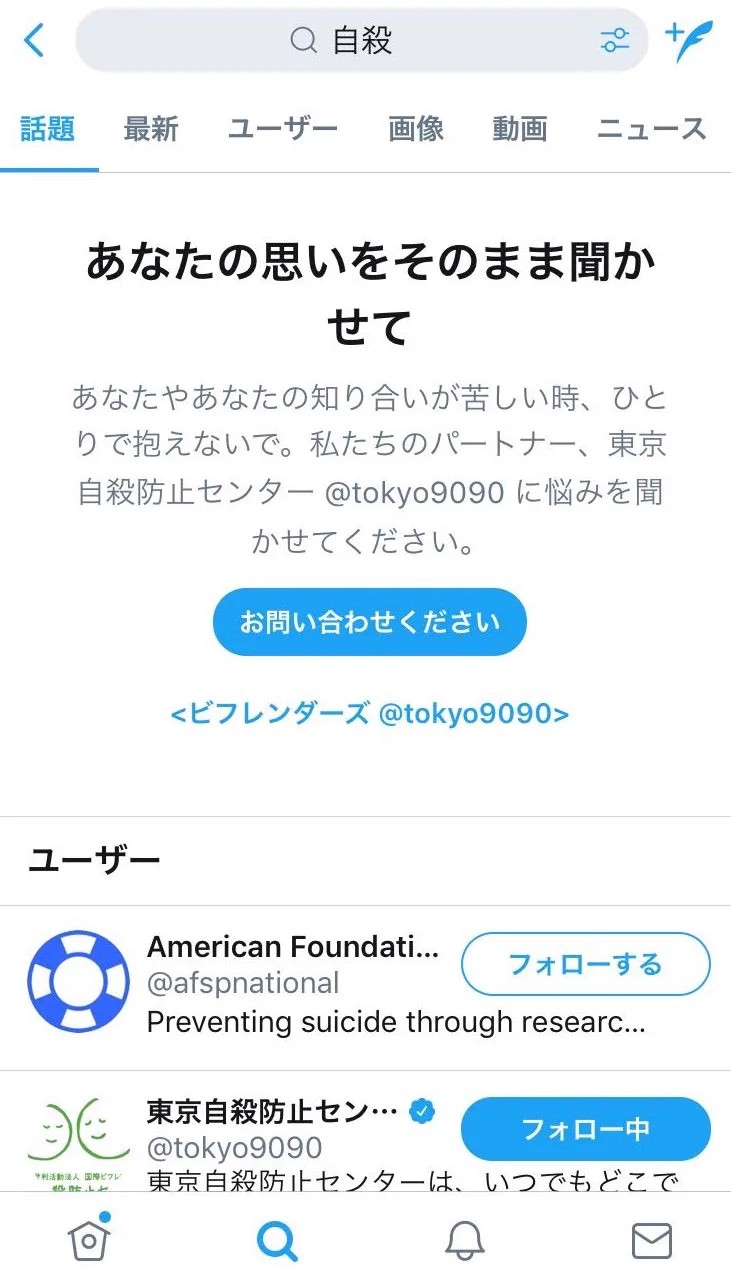 自殺
話題 最新 ユーザー 画像 動画 ニュース
あなたの思いをそのまま聞か
せて
あなたやあなたの知り合いが苦しい時、ひと
りで抱えないで。私たちのパートナー、東京
自殺防止センター @tokyo9090 に悩みを聞
かせてください。
お問い合わせください
<ビフレンダーズ @tokyo9090>
ユーザー
American Foundati...
フォローする
@afspnational
Preventing suicide through researc...
東京自殺防止セン…
フォロー中
@tokyo9090
東京自殺防止センターは、いつでもどこで